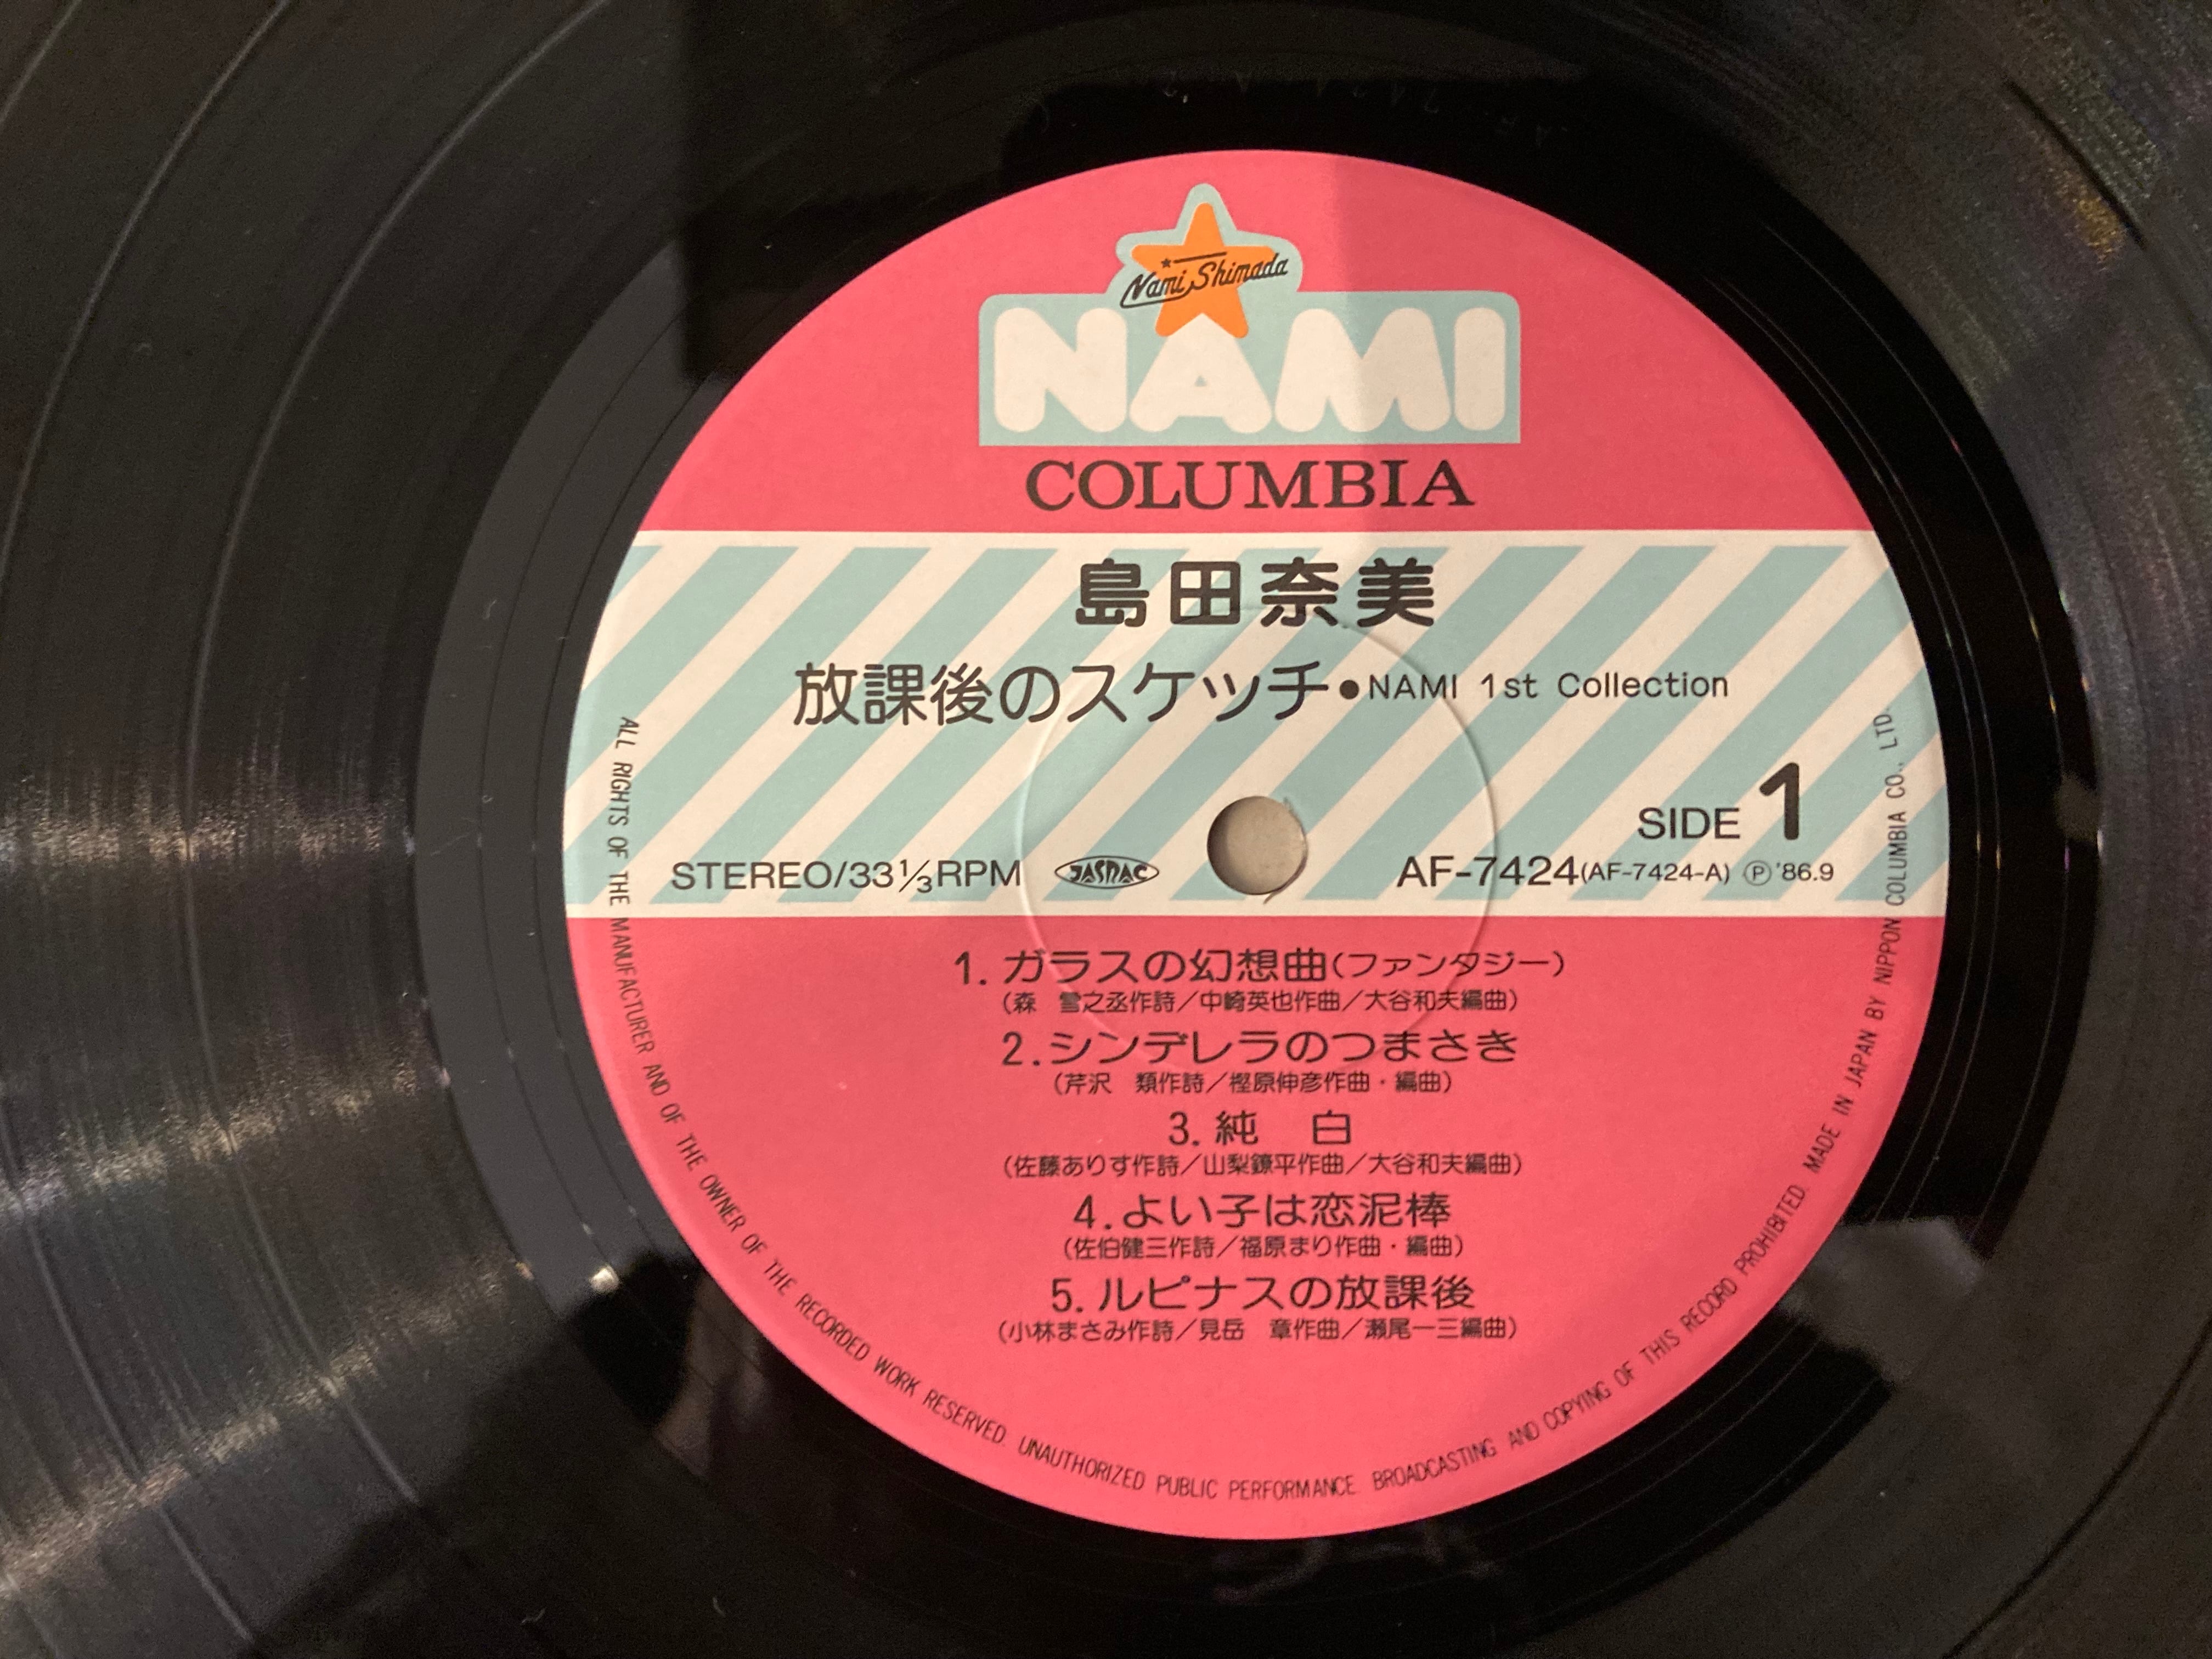 Nami Shimada
NAMI
COLUMBIA
島田奈美
放課後のスケッチ●NAMI 1st Collection
SIDE 1
STEREO/33⅓RPM JASRAC AF-7424(AF-7424-A) Ⓟ'86.9
1. ガラスの幻想曲(ファンタジー)
(森　雪之丞作詩／中崎英也作曲／大谷和夫編曲)
2.シンデレラのつまさき
(芹沢　類作詩／樫原伸彦作曲・編曲)
3. 純　白
(佐藤ありす作詩／山梨鐐平作曲／大谷和夫編曲)
4.よい子は恋泥棒
(佐伯健三作詩／福原まり作曲・編曲)
5. ルピナスの放課後
(小林まさみ作詩／見岳　章作曲／瀬尾一三編曲)
ALL RIGHTS OF THE MANUFACTURER AND OF THE OWNER OF THE RECORDED WORK RESERVED. UNAUTHORIZED PUBLIC PERFORMANCE. BROADCASTING AND COPYING OF THIS RECORD PROHIBITED. MADE IN JAPAN BY NIPPON COLUMBIA CO., LTD.